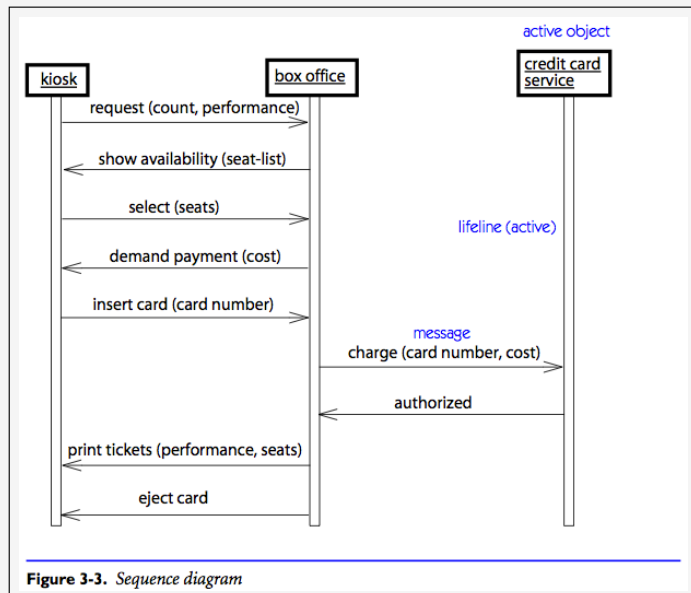 active object
kiosk
box office
credit card
service
request (count, performance)
show availability (seat-list)
select (seats)
lifeline (active)
demand payment (cost)
insert card (card number)
message
charge (card number, cost)
authorized
print tickets (performance, seats)
eject card
Figure 3-3. Sequence diagram